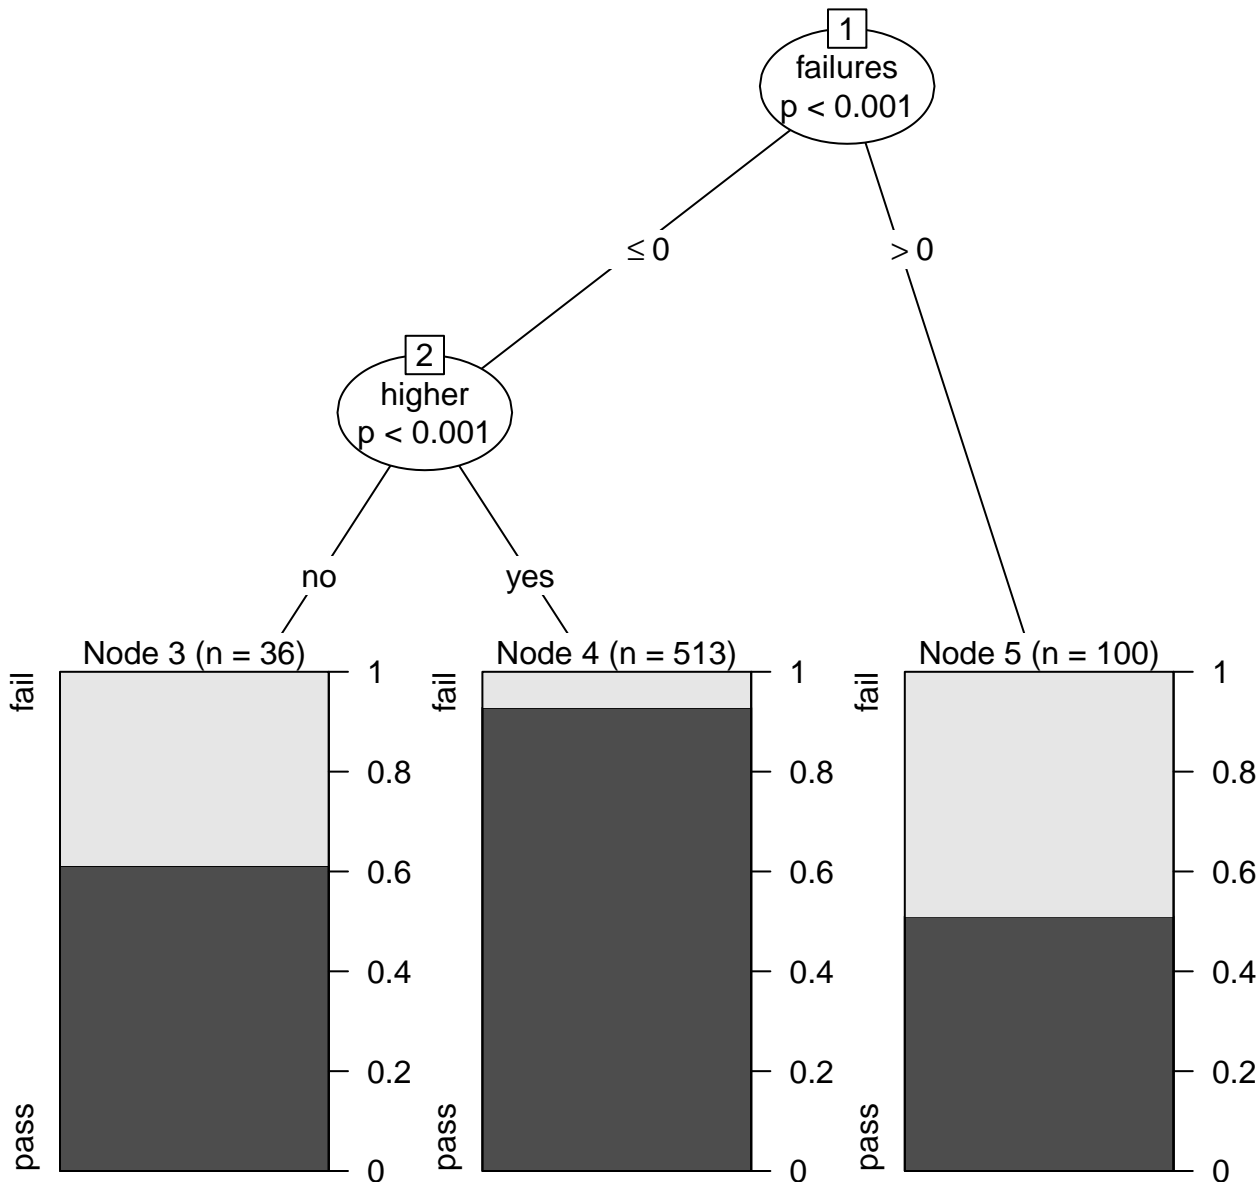 1
failures
p < 0.001
≤ 0
> 0
2
higher
p < 0.001
no
yes
Node 3 (n = 36)
fail
pass
1
0.8
0.6
0.4
0.2
0
Node 4 (n = 513)
fail
pass
1
0.8
0.6
0.4
0.2
0
Node 5 (n = 100)
fail
pass
1
0.8
0.6
0.4
0.2
0